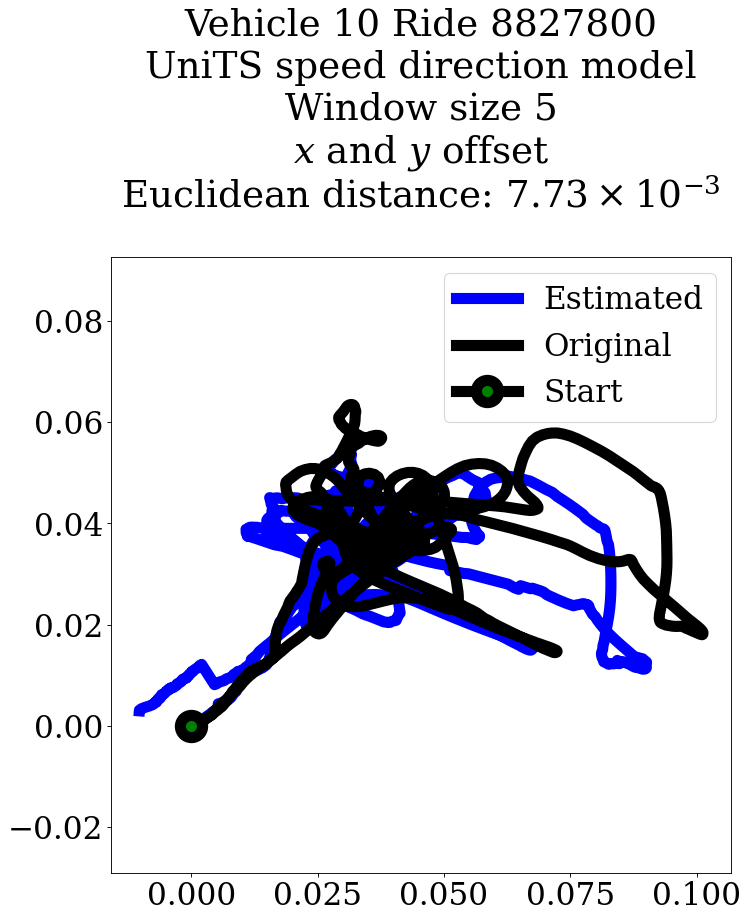 Vehicle 10 Ride 8827800
UniTS speed direction model
Window size 5
x and y offset
Euclidean distance: 7.73 × 10⁻³
Estimated
Original
Start
0.08
0.06
0.04
0.02
0.00
−0.02
0.000 0.025 0.050 0.075 0.100